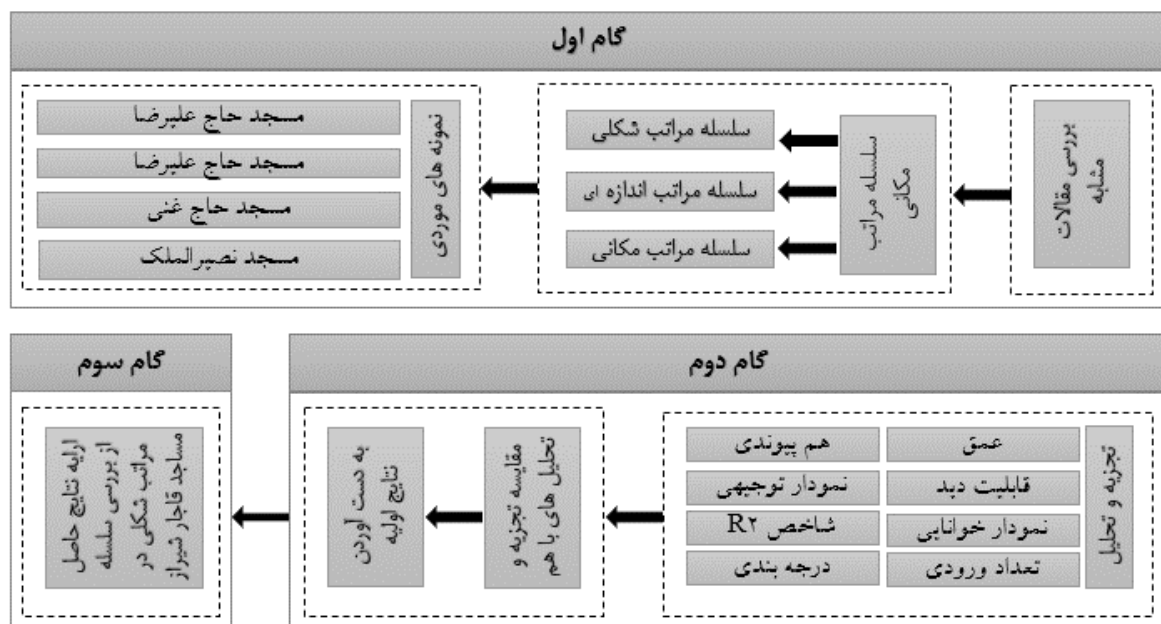 گام اول
بررسی مقالات
مشابه
سلسله مراتب
مکانی
سلسله مراتب شکلی
سلسله مراتب اندازه ای
سلسله مراتب مکانی
نمونه های موردی
مسجد حاج علیرضا
مسجد حاج علیرضا
مسجد حاج غنی
مسجد نصیرالملک
گام دوم
تجزیه و تحلیل
عمق
قابلیت دید
نمودار خوانایی
تعداد ورودی
هم پیوندی
نمودار توجیهی
شاخص R۲
درجه بندی
مقایسه تجزیه و
تحلیل های با هم
به دست آوردن
نتایج اولیه
گام سوم
ارایه نتایج حاصل
از بررسی سلسله
مراتب شکلی در
مساجد قاجار شیراز